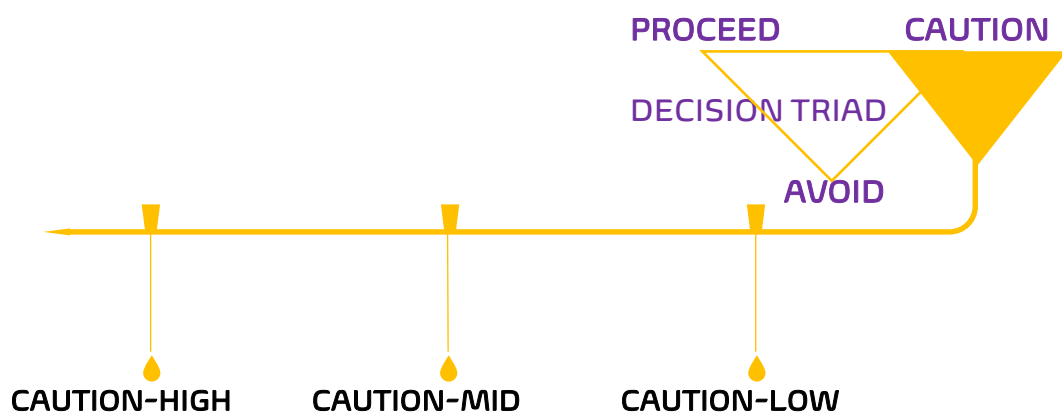 PROCEED
CAUTION
DECISION TRIAD
AVOID
CAUTION-HIGH
CAUTION-MID
CAUTION-LOW